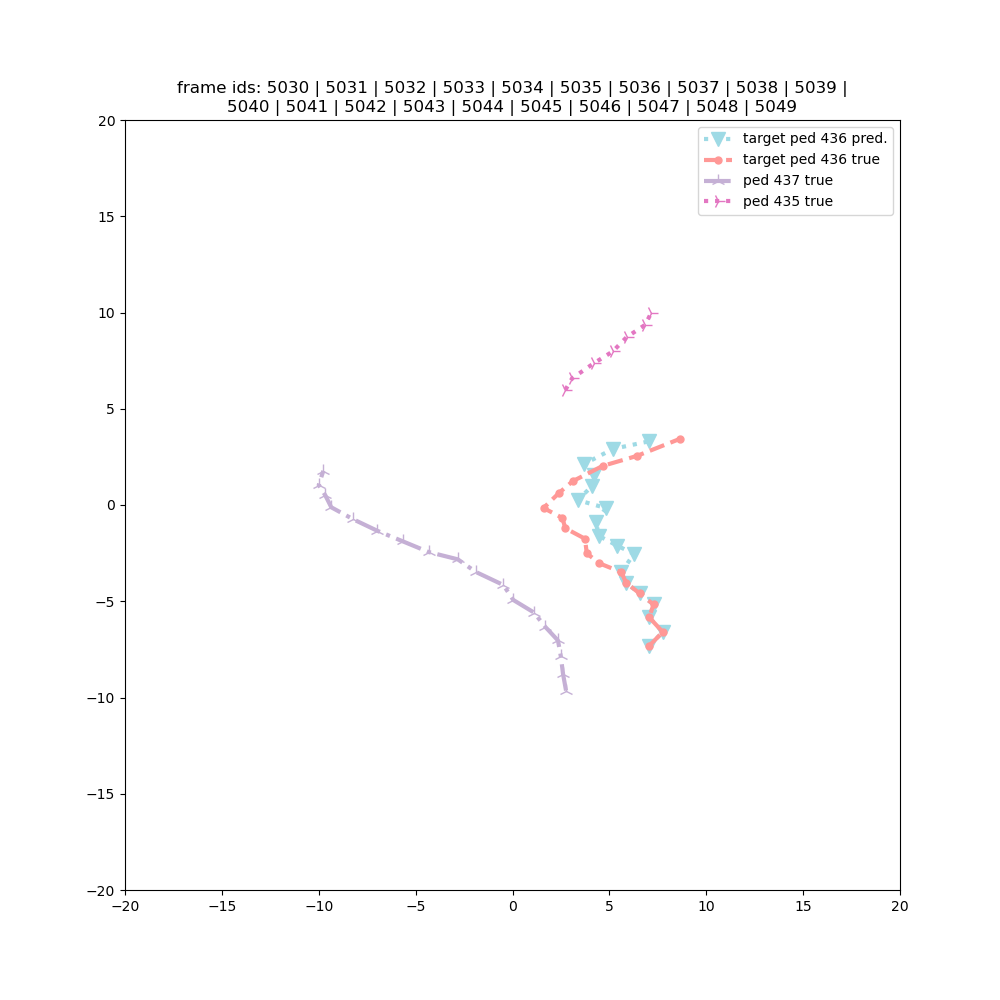 frame ids: 5030 | 5031 | 5032 | 5033 | 5034 | 5035 | 5036 | 5037 | 5038 | 5039 |
5040 | 5041 | 5042 | 5043 | 5044 | 5045 | 5046 | 5047 | 5048 | 5049
target ped 436 pred.
target ped 436 true
ped 437 true
ped 435 true
20
15
10
5
0
−5
−10
−15
−20
−20 −15 −10 −5 0 5 10 15 20